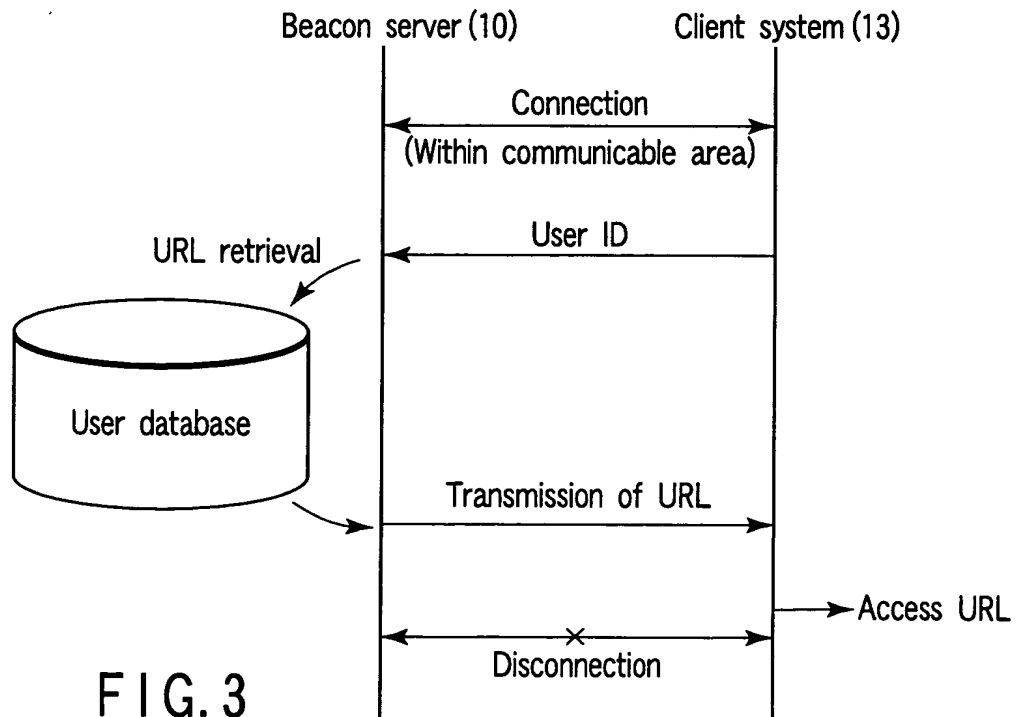 Beacon server (10)
Client system (13)
Connection
(Within communicable area)
User ID
URL retrieval
User database
Transmission of URL
Access URL
Disconnection
FIG. 3